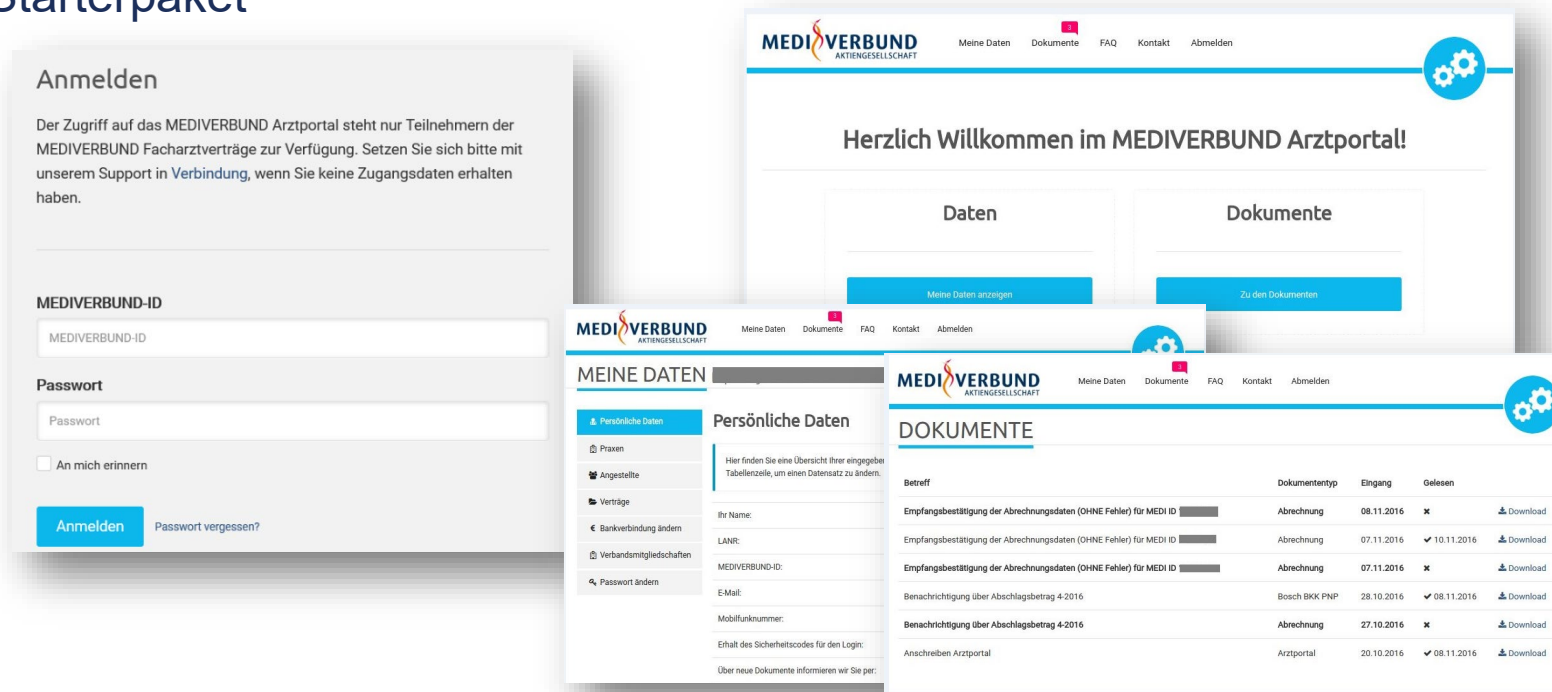 Starterpaket
Anmelden
Der Zugriff auf das MEDIVERBUND Arztportal steht nur Teilnehmern der
MEDIVERBUND Facharztverträge zur Verfügung. Setzen Sie sich bitte mit
unserem Support in Verbindung, wenn Sie keine Zugangsdaten erhalten
haben.
MEDIVERBUND-ID
MEDIVERBUND-ID
Passwort
Passwort
An mich erinnern
Anmelden Passwort vergessen?
MEDIVERBUND
AKTIENGESELLSCHAFT
Meine Daten Dokumente 3 FAQ Kontakt Abmelden
Herzlich Willkommen im MEDIVERBUND Arztportal!
Daten Dokumente
Meine Daten anzeigen Zu den Dokumenten
MEDIVERBUND
AKTIENGESELLSCHAFT
Meine Daten Dokumente 3 FAQ Kontakt Abmelden
MEINE DATEN
Persönliche Daten
Praxen
Angestellte
Verträge
€ Bankverbindung ändern
Verbandsmitgliedschaften
Passwort ändern
Persönliche Daten
Hier finden Sie eine Übersicht Ihrer
Tabellenzeile, um einen Datensatz zu ändern.
Ihr Name:
LANR:
MEDIVERBUND-ID:
E-Mail:
Mobilfunknummer:
Erhalt des Sicherheitscodes für den Login:
Über neue Dokumente informieren wir Sie per:
MEDIVERBUND
AKTIENGESELLSCHAFT
Meine Daten Dokumente 3 FAQ Kontakt Abmelden
DOKUMENTE
Betreff Dokumententyp Eingang Gelesen
Empfangsbestätigung der Abrechnungsdaten (OHNE Fehler) für MEDI ID Abrechnung 08.11.2016 ✖ Download
Empfangsbestätigung der Abrechnungsdaten (OHNE Fehler) für MEDI ID Abrechnung 07.11.2016 ✔ 10.11.2016 Download
Empfangsbestätigung der Abrechnungsdaten (OHNE Fehler) für MEDI ID Abrechnung 07.11.2016 ✖ Download
Benachrichtigung über Abschlagsbetrag 4-2016 Bosch BKK PNP 28.10.2016 ✔ 08.11.2016 Download
Benachrichtigung über Abschlagsbetrag 4-2016 Abrechnung 27.10.2016 ✖ Download
Anschreiben Arztportal Arztportal 20.10.2016 ✔ 08.11.2016 Download